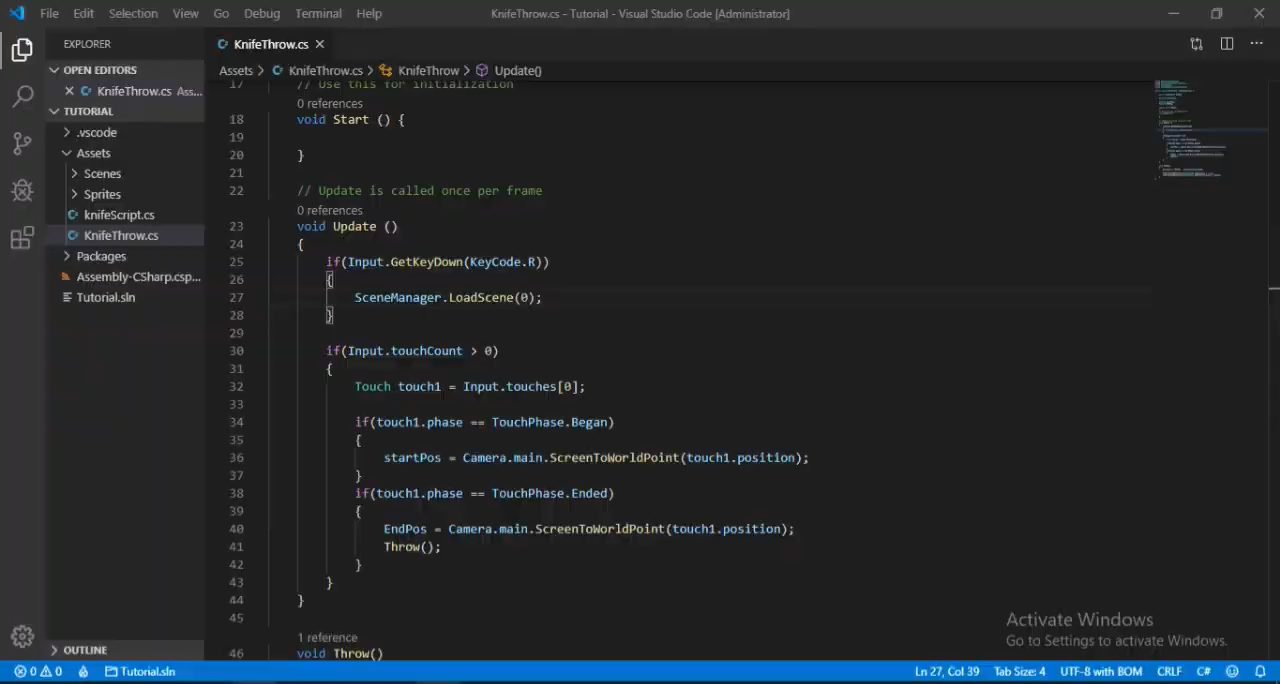 File Edit Selection View Go Debug Terminal Help KnifeThrow.cs - Tutorial - Visual Studio Code [Administrator]
EXPLORER
OPEN EDITORS
KnifeThrow.cs Ass...
TUTORIAL
.vscode
Assets
Scenes
Sprites
knifeScript.cs
KnifeThrow.cs
Packages
Assembly-CSharp.csp...
Tutorial.sln
OUTLINE
KnifeThrow.cs
Assets > KnifeThrow.cs > KnifeThrow > Update()
17 // Use this for initialization
0 references
18 void Start () {
19
20 }
21
22 // Update is called once per frame
0 references
23 void Update ()
24 {
25 if(Input.GetKeyDown(KeyCode.R))
26 {
27 SceneManager.LoadScene(0);
28 }
29
30 if(Input.touchCount > 0)
31 {
32 Touch touch1 = Input.touches[0];
33
34 if(touch1.phase == TouchPhase.Began)
35 {
36 startPos = Camera.main.ScreenToWorldPoint(touch1.position);
37 }
38 if(touch1.phase == TouchPhase.Ended)
39 {
40 EndPos = Camera.main.ScreenToWorldPoint(touch1.position);
41 Throw();
42 }
43 }
44 }
45
1 reference
46 void Throw()
Activate Windows
Go to Settings to activate Windows.
0 0 Tutorial.sln Ln 27, Col 39 Tab Size: 4 UTF-8 with BOM CRLF C#